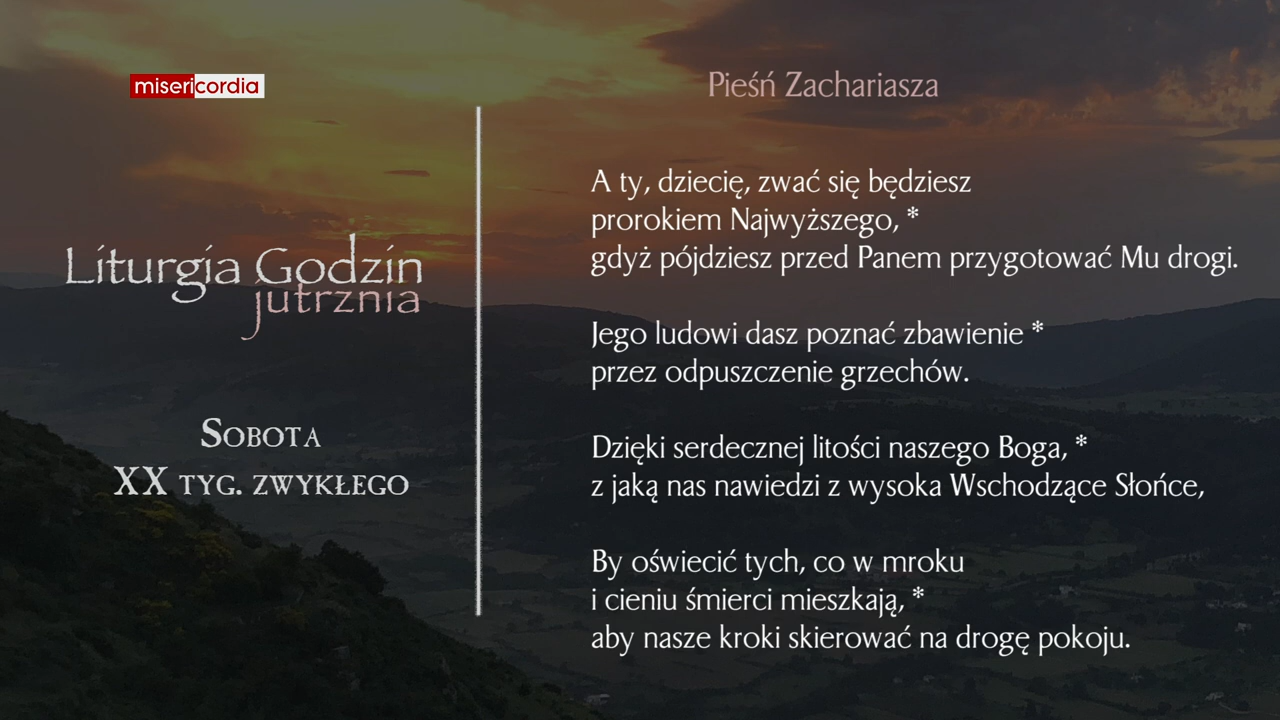 misericordia
Liturgia Godzin
jutrznia
Sobota
XX tyg. zwykłego
Pieśń Zachariasza
A ty, dziecię, zwać się będziesz
prorokiem Najwyższego, *
gdyż pójdziesz przed Panem przygotować Mu drogi.
Jego ludowi dasz poznać zbawienie *
przez odpuszczenie grzechów.
Dzięki serdecznej litości naszego Boga, *
z jaką nas nawiedzi z wysoka Wschodzące Słońce,
By oświecić tych, co w mroku
i cieniu śmierci mieszkają, *
aby nasze kroki skierować na drogę pokoju.